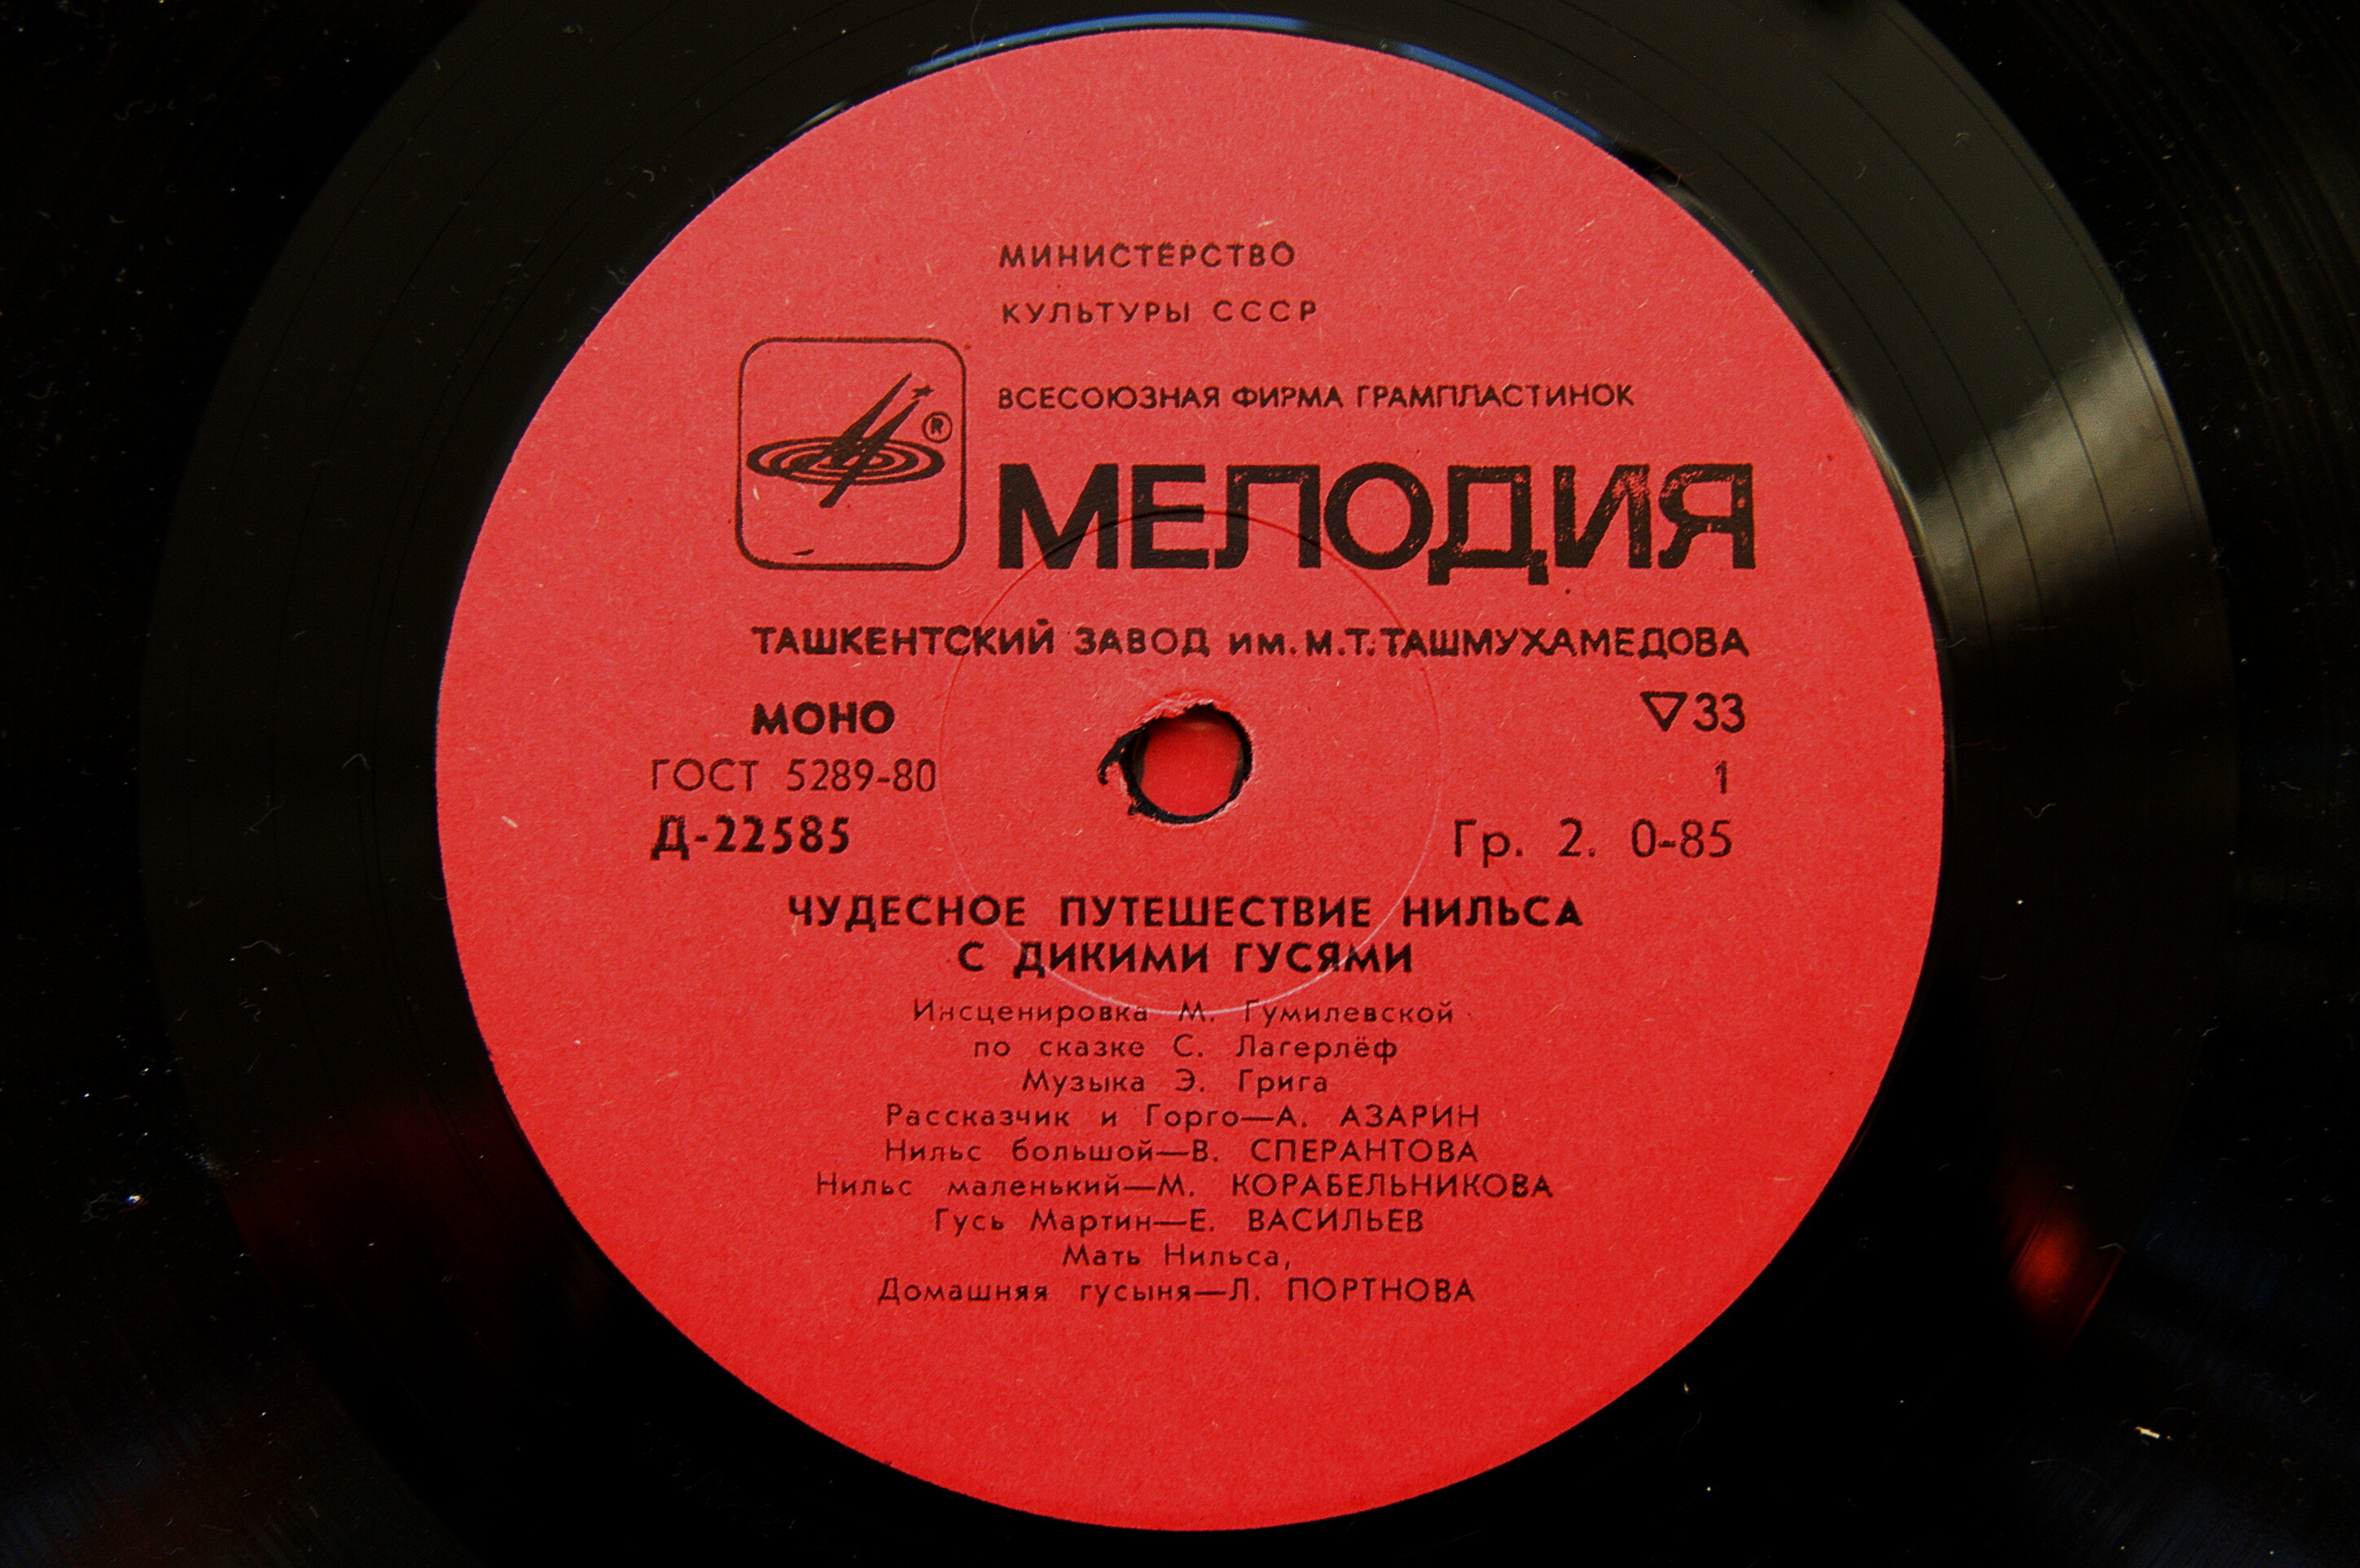 МИНИСТЕРСТВО
КУЛЬТУРЫ СССР
ВСЕСОЮЗНАЯ ФИРМА ГРАМПЛАСТИНОК
®
МЕЛОДИЯ
ТАШКЕНТСКИЙ ЗАВОД им. М.Т.ТАШМУХАМЕДОВА
МОНО ▽33
ГОСТ 5289-80 1
Д-22585 Гр. 2. 0-85
ЧУДЕСНОЕ ПУТЕШЕСТВИЕ НИЛЬСА
С ДИКИМИ ГУСЯМИ
Инсценировка М. Гумилевской
по сказке С. Лагерлёф
Музыка Э. Грига
Рассказчик и Горго—А. АЗАРИН
Нильс большой—В. СПЕРАНТОВА
Нильс маленький—М. КОРАБЕЛЬНИКОВА
Гусь Мартин—Е. ВАСИЛЬЕВ
Мать Нильса,
Домашняя гусыня—Л. ПОРТНОВА